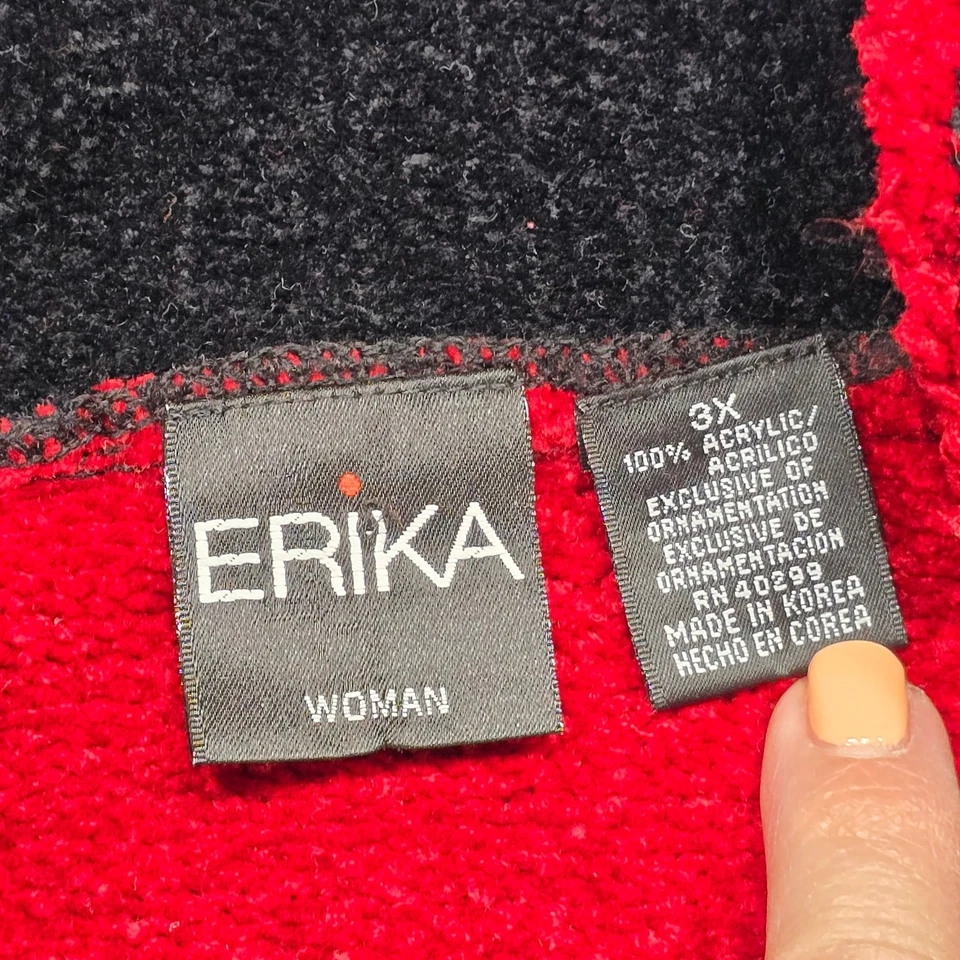 ERIKA
WOMAN
3X
100% ACRYLIC/
ACRILICO
EXCLUSIVE OF
ORNAMENTATION
EXCLUSIVE DE
ORNAMENTACION
RN 40299
MADE IN KOREA
HECHO EN COREA